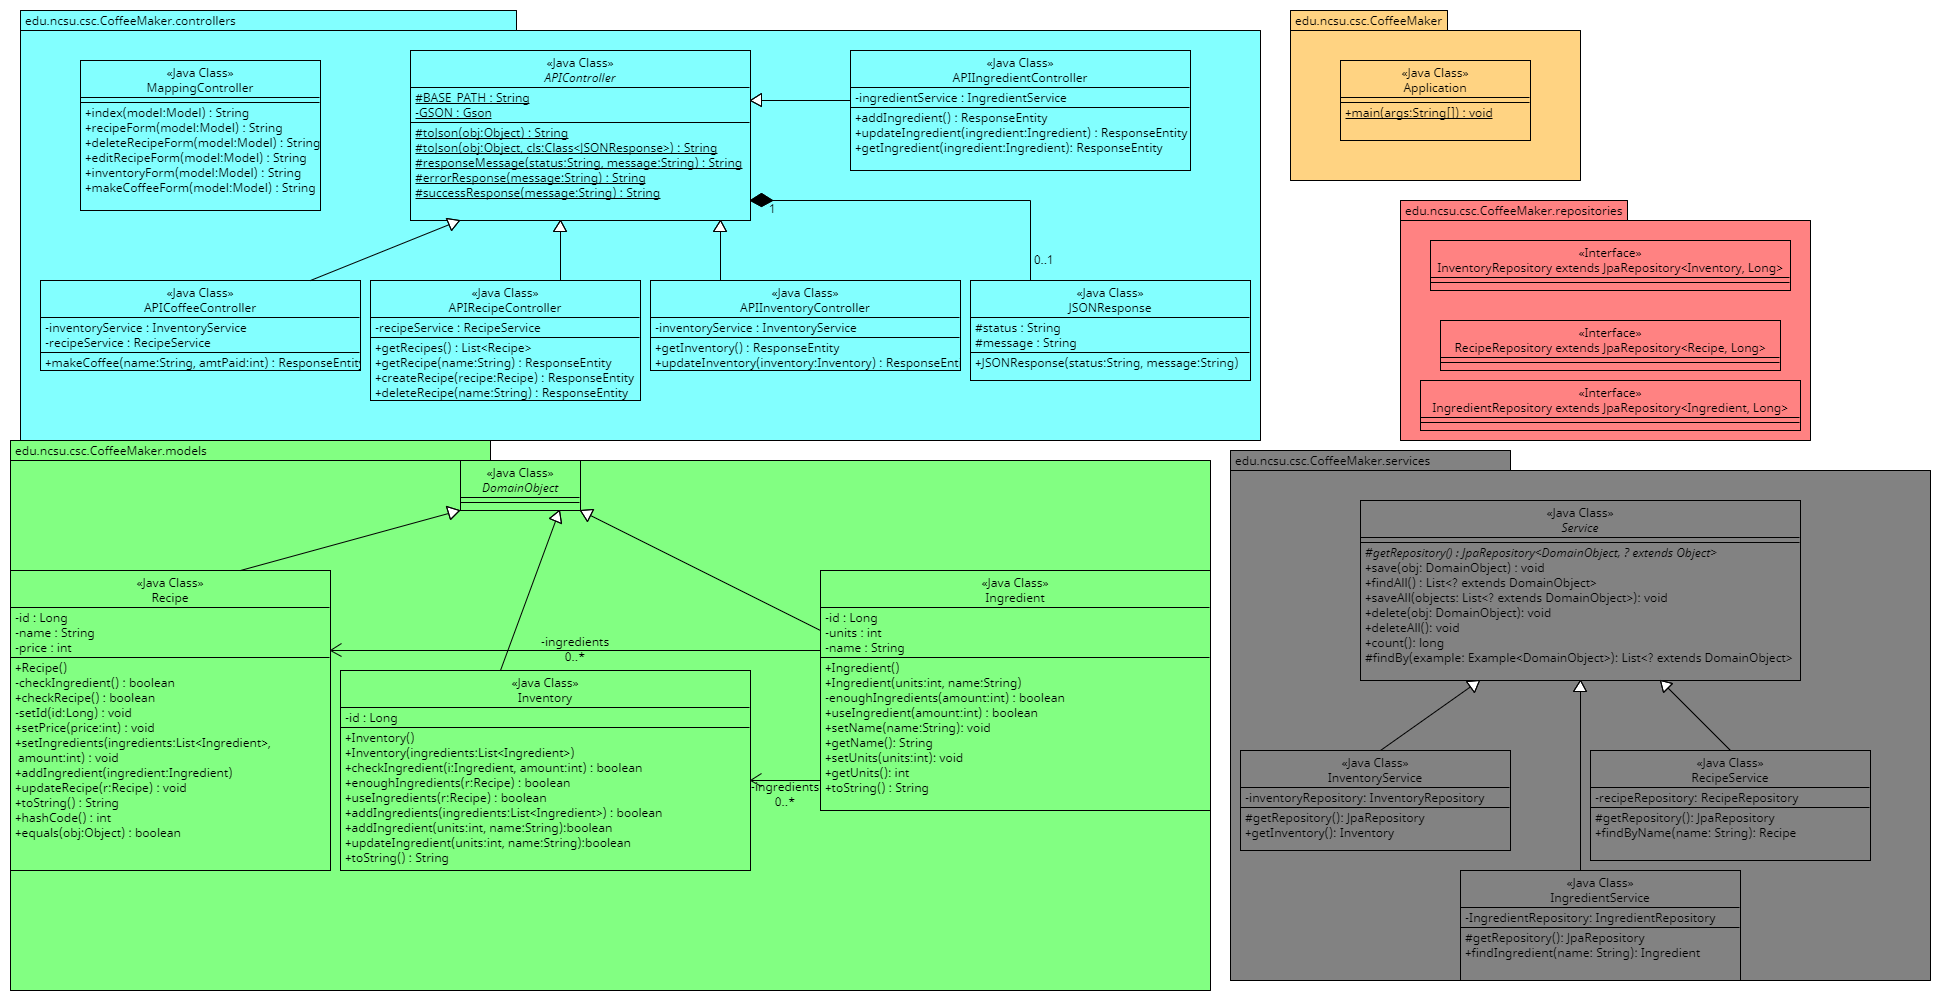 edu.ncsu.csc.CoffeeMaker.controllers
«Java Class»
MappingController
+index(model:Model) : String
+recipeForm(model:Model) : String
+deleteRecipeForm(model:Model) : String
+editRecipeForm(model:Model) : String
+inventoryForm(model:Model) : String
+makeCoffeeForm(model:Model) : String
«Java Class»
APIController
#BASE_PATH : String
-GSON : Gson
#toJson(obj:Object) : String
#toJson(obj:Object, cls:Class<JSONResponse>) : String
#responseMessage(status:String, message:String) : String
#errorResponse(message:String) : String
#successResponse(message:String) : String
«Java Class»
APIIngredientController
-ingredientService : IngredientService
+addIngredient() : ResponseEntity
+updateIngredient(ingredient:Ingredient) : ResponseEntity
+getIngredient(ingredient:Ingredient): ResponseEntity
1
0..1
«Java Class»
APICoffeeController
-inventoryService : InventoryService
-recipeService : RecipeService
+makeCoffee(name:String, amtPaid:int) : ResponseEntit
«Java Class»
APIRecipeController
-recipeService : RecipeService
+getRecipes() : List<Recipe>
+getRecipe(name:String) : ResponseEntity
+createRecipe(recipe:Recipe) : ResponseEntity
+deleteRecipe(name:String) : ResponseEntity
«Java Class»
APIInventoryController
-inventoryService : InventoryService
+getInventory() : ResponseEntity
+updateInventory(inventory:Inventory) : ResponseEnt
«Java Class»
JSONResponse
#status : String
#message : String
+JSONResponse(status:String, message:String)
edu.ncsu.csc.CoffeeMaker
«Java Class»
Application
+main(args:String[]) : void
edu.ncsu.csc.CoffeeMaker.repositories
«Interface»
InventoryRepository extends JpaRepository<Inventory, Long>
«Interface»
RecipeRepository extends JpaRepository<Recipe, Long>
«Interface»
IngredientRepository extends JpaRepository<Ingredient, Long>
edu.ncsu.csc.CoffeeMaker.models
«Java Class»
DomainObject
«Java Class»
Recipe
-id : Long
-name : String
-price : int
+Recipe()
-checkIngredient() : boolean
+checkRecipe() : boolean
-setId(id:Long) : void
+setPrice(price:int) : void
+setIngredients(ingredients:List<Ingredient>,
amount:int) : void
+addIngredient(ingredient:Ingredient)
+updateRecipe(r:Recipe) : void
+toString() : String
+hashCode() : int
+equals(obj:Object) : boolean
-ingredients
0..*
«Java Class»
Inventory
-id : Long
+Inventory()
+Inventory(ingredients:List<Ingredient>)
+checkIngredient(i:Ingredient, amount:int) : boolean
+enoughIngredients(r:Recipe) : boolean
+useIngredients(r:Recipe) : boolean
+addIngredients(ingredients:List<Ingredient>) : boolean
+addIngredient(units:int, name:String):boolean
+updateIngredient(units:int, name:String):boolean
+toString() : String
-ingredients
0..*
«Java Class»
Ingredient
-id : Long
-units : int
-name : String
+Ingredient()
+Ingredient(units:int, name:String)
-enoughIngredients(amount:int) : boolean
+useIngredient(amount:int) : boolean
+setName(name:String): void
+getName(): String
+setUnits(units:int): void
+getUnits(): int
+toString() : String
edu.ncsu.csc.CoffeeMaker.services
«Java Class»
Service
#getRepository() : JpaRepository<DomainObject, ? extends Object>
+save(obj: DomainObject) : void
+findAll() : List<? extends DomainObject>
+saveAll(objects: List<? extends DomainObject>): void
+delete(obj: DomainObject): void
+deleteAll(): void
+count(): long
#findBy(example: Example<DomainObject>): List<? extends DomainObject>
«Java Class»
InventoryService
-inventoryRepository: InventoryRepository
#getRepository(): JpaRepository
+getInventory(): Inventory
«Java Class»
RecipeService
-recipeRepository: RecipeRepository
#getRepository(): JpaRepository
+findByName(name: String): Recipe
«Java Class»
IngredientService
-IngredientRepository: IngredientRepository
#getRepository(): JpaRepository
+findIngredient(name: String): Ingredient